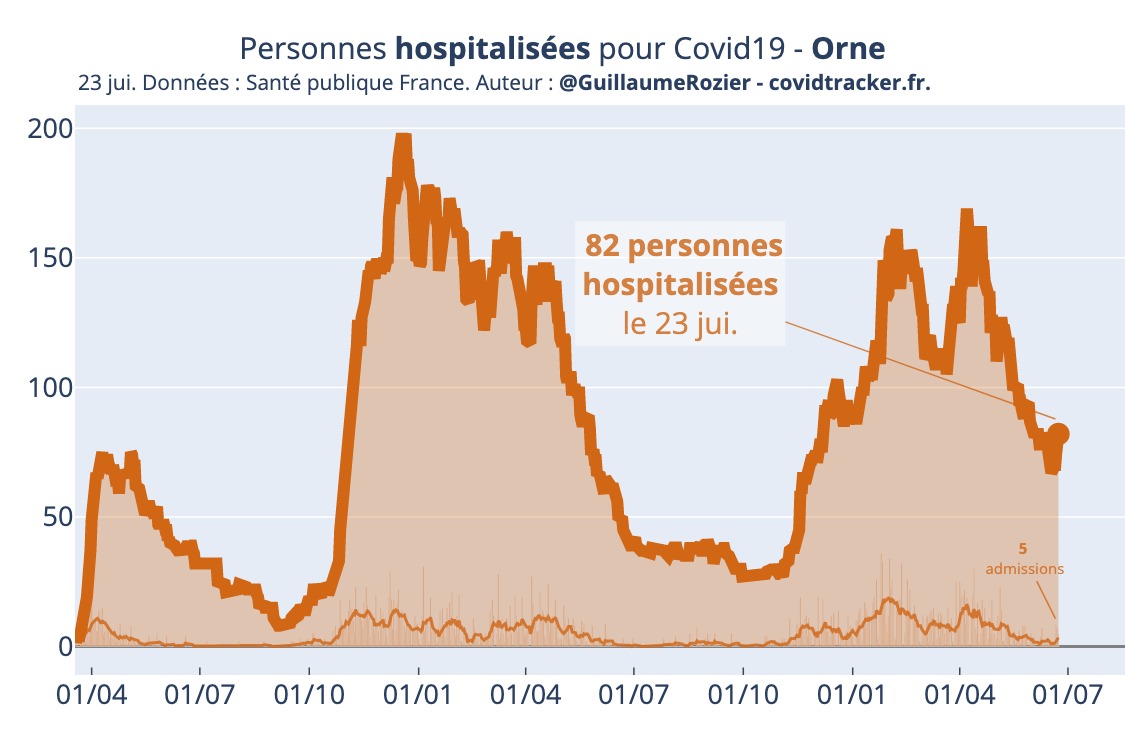 Personnes hospitalisées pour Covid19 - Orne
23 jui. Données : Santé publique France. Auteur : @GuillaumeRozier - covidtracker.fr.
200
150
100
50
0
82 personnes
hospitalisées
le 23 jui.
5
admissions
01/04 01/07 01/10 01/01 01/04 01/07 01/10 01/01 01/04 01/07